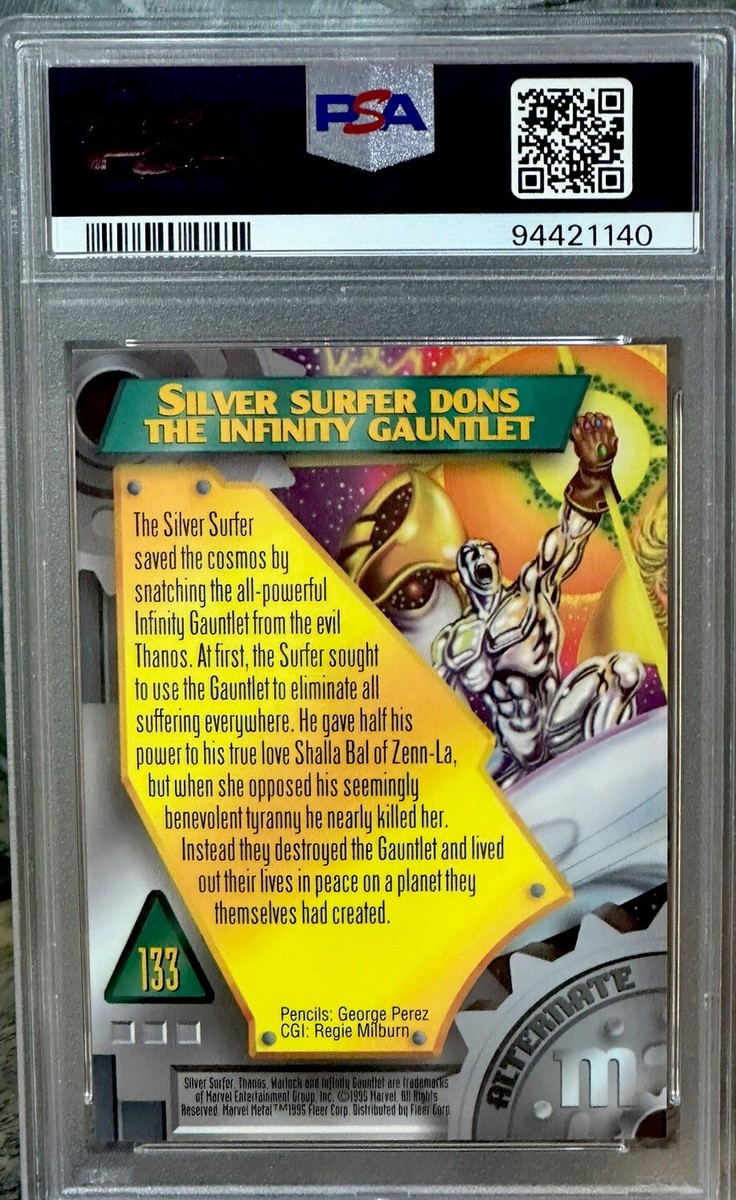 PSA
94421140
SILVER SURFER DONS
THE INFINITY GAUNTLET
The Silver Surfer
saved the cosmos by
snatching the all-powerful
Infinity Gauntlet from the evil
Thanos. At first, the Surfer sought
to use the Gauntlet to eliminate all
suffering everywhere. He gave half his
power to his true love Shalla Bal of Zenn-La,
but when she opposed his seemingly
benevolent tyranny he nearly killed her.
Instead they destroyed the Gauntlet and lived
out their lives in peace on a planet they
themselves had created.
133
Pencils: George Perez
CGI: Regie Milburn
ALTERNATE
m
Silver Surfer, Thanos, Warlock and Infinity Gauntlet are trademarks
of Marvel Entertainment Group, Inc. ©1995 Marvel. All Rights
Reserved. Marvel Metal™1995 Fleer Corp. Distributed by Fleer Corp.